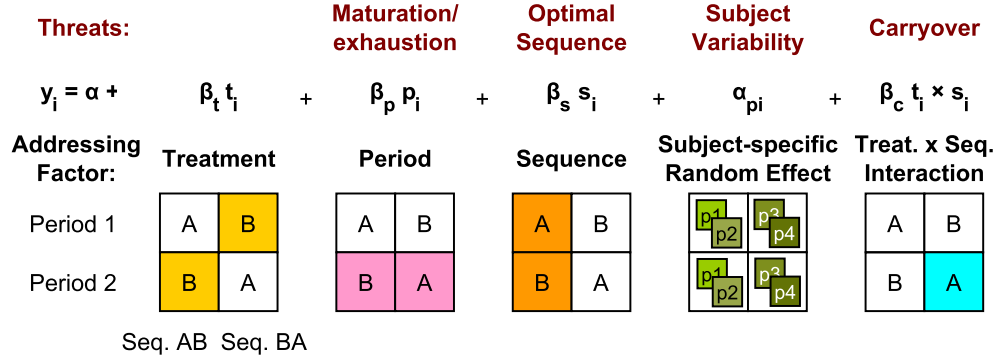 Threats: Maturation/ exhaustion Optimal Sequence Subject Variability Carryover
yᵢ = α + βₜ tᵢ + βₚ pᵢ + βₛ sᵢ + αₚᵢ + β_c tᵢ × sᵢ
Addressing Factor: Treatment Period Sequence Subject-specific Random Effect Treat. x Seq. Interaction
Period 1 A B A B A B p1 p2 p3 p4 A B
Period 2 B A B A B A p1 p2 p3 p4 B A
Seq. AB Seq. BA